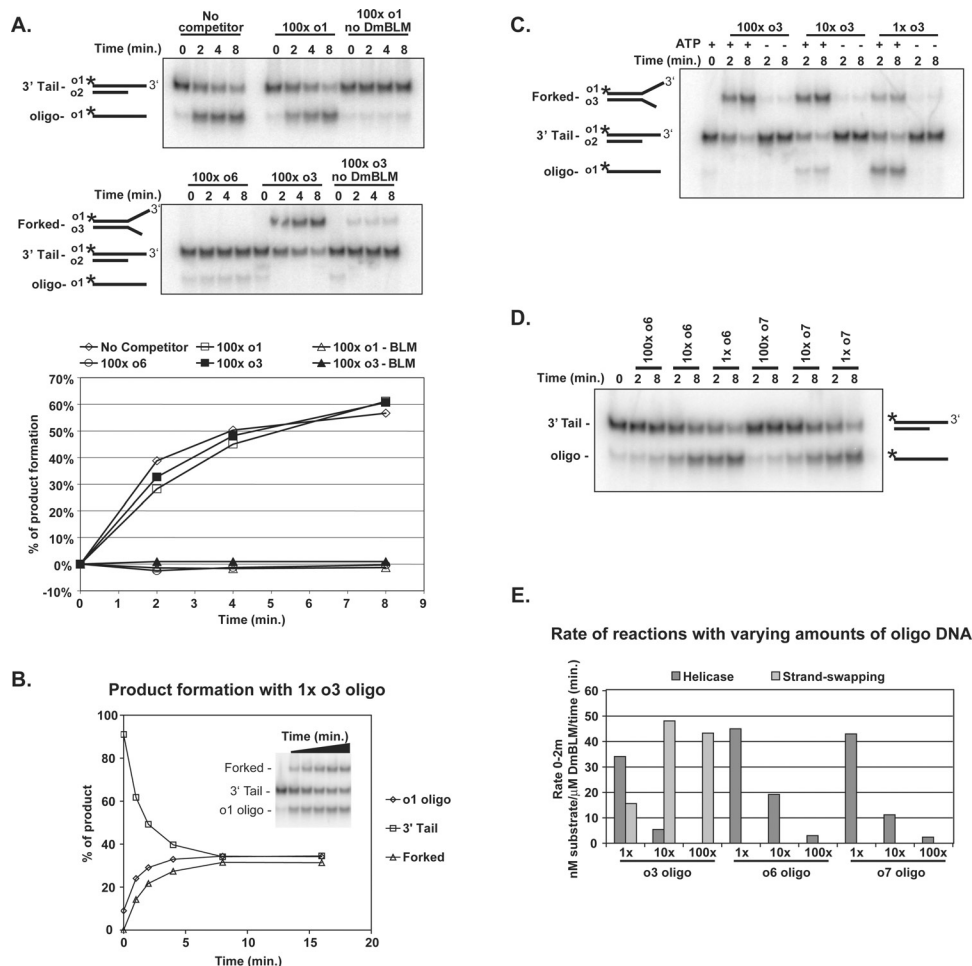 A.
No competitor
100x o1
100x o1 no DmBLM
Time (min.) 0 2 4 8 0 2 4 8 0 2 4 8
3' Tail - o1 * o2 3'
oligo- o1 *
100x o6
100x o3
100x o3 no DmBLM
Time (min.) 0 2 4 8 0 2 4 8 0 2 4 8
Forked- o1 * o3 3'
3' Tail - o1 * o2 3'
oligo- o1 *
No Competitor 100x o1 100x o1 - BLM
100x o6 100x o3 100x o3 - BLM
% of product formation
70%
60%
50%
40%
30%
20%
10%
0%
-10%
0 1 2 3 4 5 6 7 8 9
Time (min.)
B.
Product formation with 1x o3 oligo
% of product
100
80
60
40
20
0
Time (min.)
Forked -
3' Tail -
o1 oligo -
o1 oligo
3' Tail
Forked
0 5 10 15 20
Time (min.)
C.
100x o3 10x o3 1x o3
ATP + + + - - + + - - + + - -
Time(min.) 0 2 8 2 8 2 8 2 8 2 8 2 8
Forked- o1 * o3 3'
3' Tail - o1 * o2 3'
oligo- o1 *
D.
100x o6 10x o6 1x o6 100x o7 10x o7 1x o7
Time (min.) 0 2 8 2 8 2 8 2 8 2 8 2 8
3' Tail - * 3'
oligo - *
E.
Rate of reactions with varying amounts of oligo DNA
Rate 0-2m
nM substrate/µM DmBLM/time (min.)
Helicase Strand-swapping
60
50
40
30
20
10
0
1x 10x 100x 1x 10x 100x 1x 10x 100x
o3 oligo o6 oligo o7 oligo